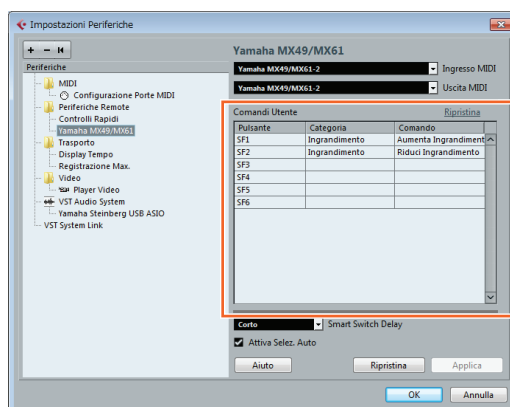 Impostazioni Periferiche
Periferiche
MIDI
Configurazione Porte MIDI
Periferiche Remote
Controlli Rapidi
Yamaha MX49/MX61
Trasporto
Display Tempo
Registrazione Max.
Video
Player Video
VST Audio System
Yamaha Steinberg USB ASIO
VST System Link
Yamaha MX49/MX61
Yamaha MX49/MX61-2 Ingresso MIDI
Yamaha MX49/MX61-2 Uscita MIDI
Comandi Utente Ripristina
Pulsante Categoria Comando
SF1 Ingrandimento Aumenta Ingrandiment
SF2 Ingrandimento Riduci Ingrandimento
SF3
SF4
SF5
SF6
Corto Smart Switch Delay
Attiva Selez. Auto
Aiuto Ripristina Applica
OK Annulla